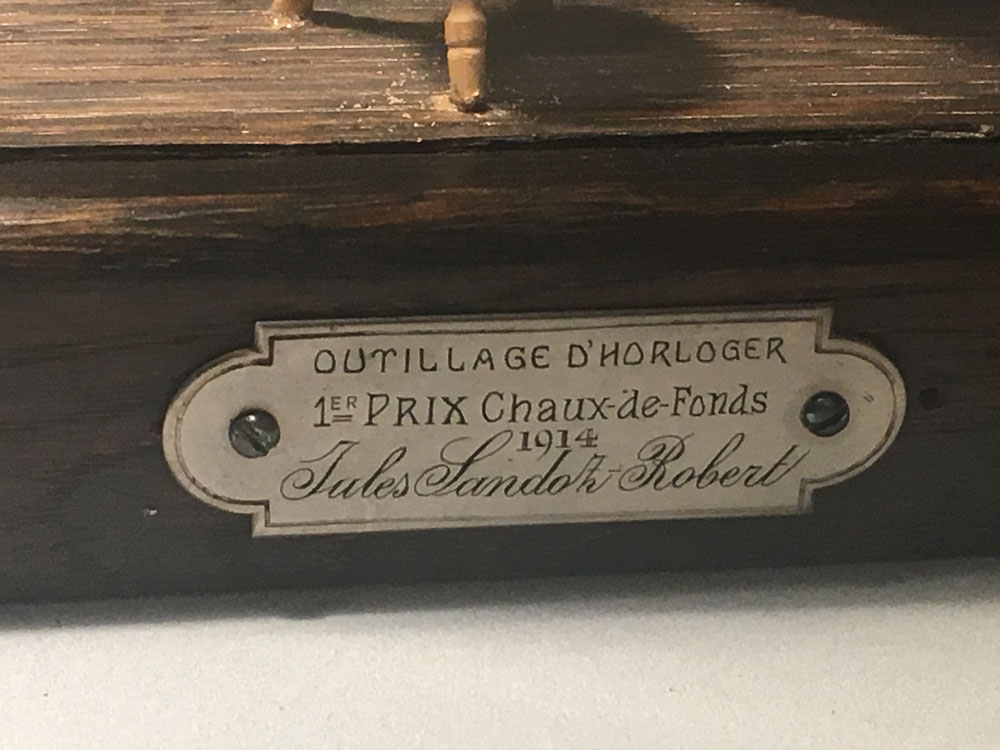 OUTILLAGE D'HORLOGER
1ER PRIX Chaux-de-Fonds
1914
Jules Sandoz-Robert